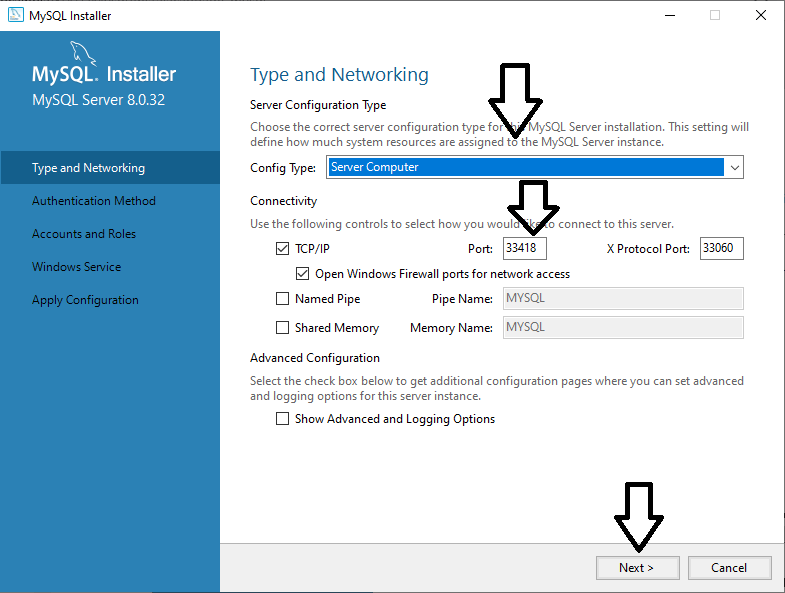 MySQL Installer
MySQL. Installer
MySQL Server 8.0.32
Type and Networking
Authentication Method
Accounts and Roles
Windows Service
Apply Configuration
Type and Networking
Server Configuration Type
Choose the correct server configuration type for this MySQL Server installation. This setting will
define how much system resources are assigned to the MySQL Server instance.
Config Type: Server Computer
Connectivity
Use the following controls to select how you would like to connect to this server.
TCP/IP Port: 33418 X Protocol Port: 33060
Open Windows Firewall ports for network access
Named Pipe Pipe Name: MYSQL
Shared Memory Memory Name: MYSQL
Advanced Configuration
Select the check box below to get additional configuration pages where you can set advanced
and logging options for this server instance.
Show Advanced and Logging Options
Next > Cancel